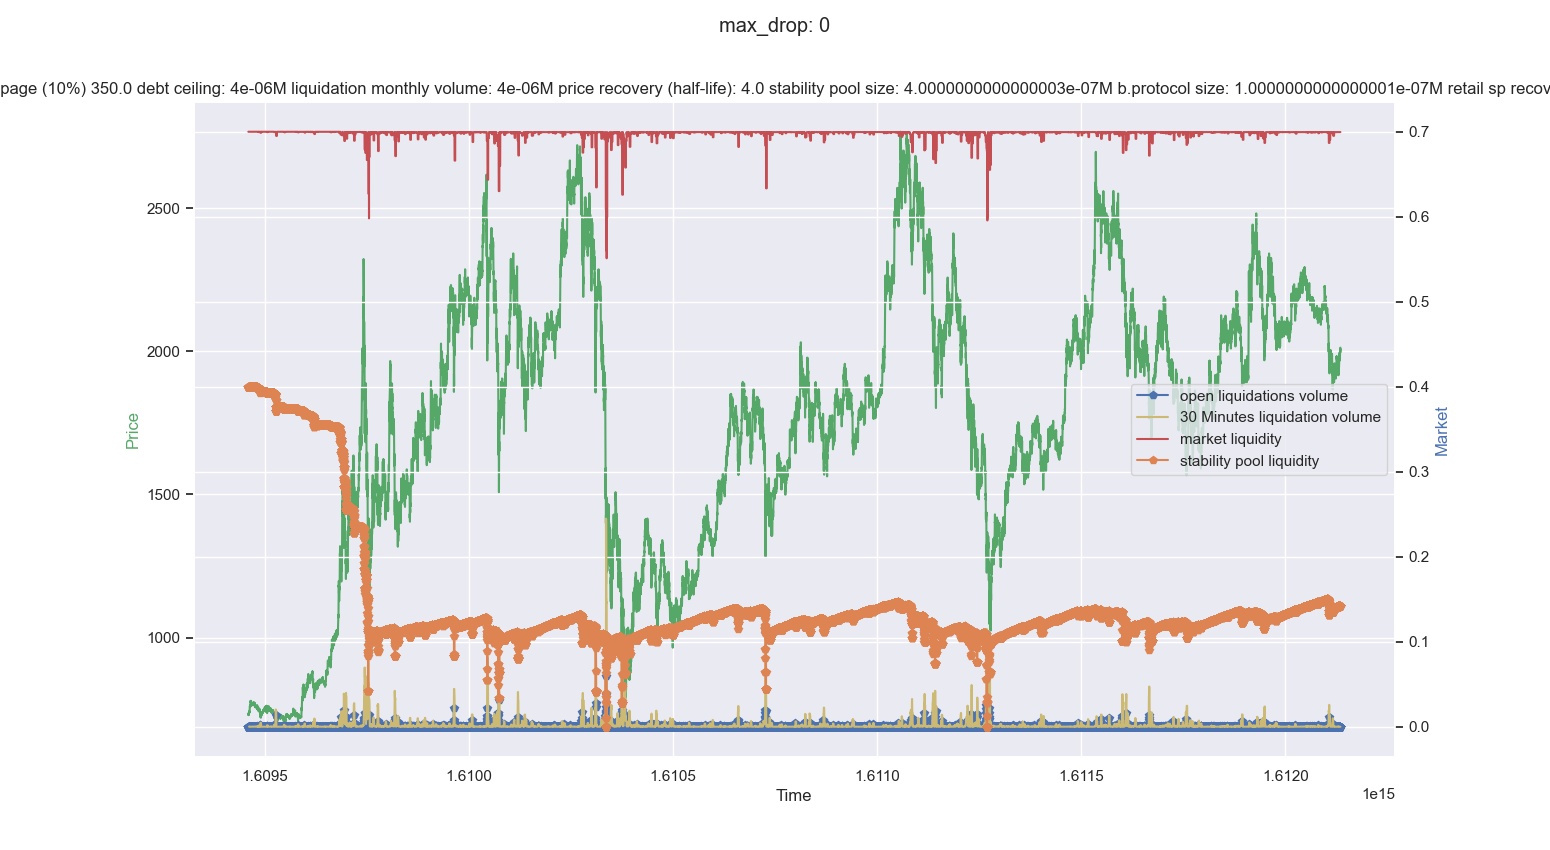 max_drop: 0
page (10%) 350.0 debt ceiling: 4e-06M liquidation monthly volume: 4e-06M price recovery (half-life): 4.0 stability pool size: 4.0000000000000003e-07M b.protocol size: 1.0000000000000001e-07M retail sp recov
2500
2000
1500
1000
Price
0.7
0.6
0.5
0.4
0.3
0.2
0.1
0.0
Market
open liquidations volume
30 Minutes liquidation volume
market liquidity
stability pool liquidity
1.6095 1.6100 1.6105 1.6110 1.6115 1.6120
Time
1e15